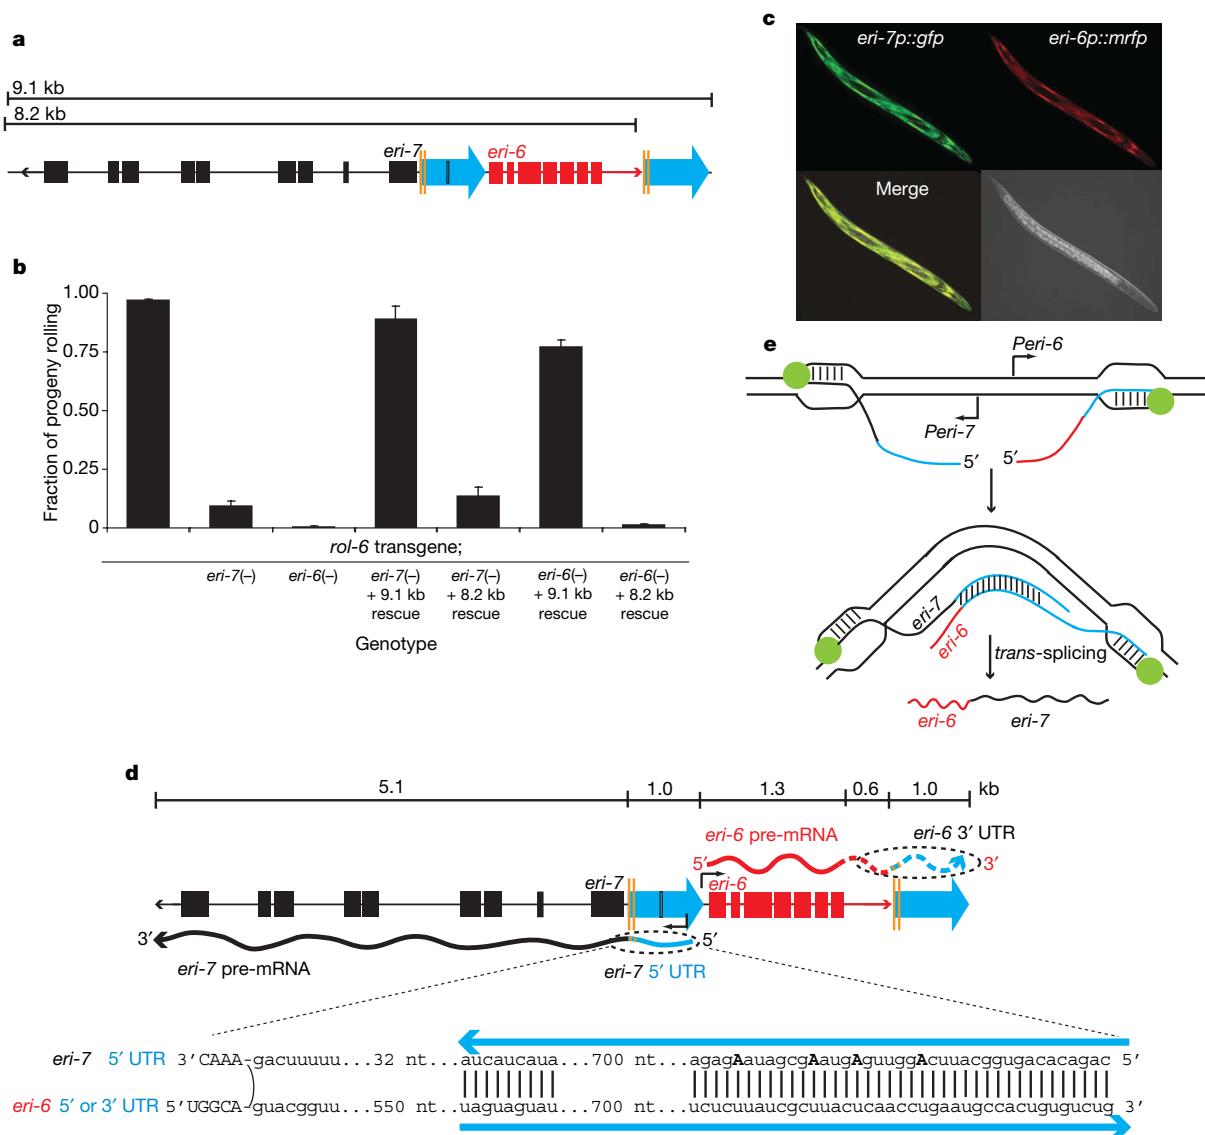 a
9.1 kb
8.2 kb
eri-7
eri-6
b
Fraction of progeny rolling
1.00
0.75
0.50
0.25
0
rol-6 transgene;
eri-7(–)
eri-6(–)
eri-7(–) + 9.1 kb rescue
eri-7(–) + 8.2 kb rescue
eri-6(–) + 9.1 kb rescue
eri-6(–) + 8.2 kb rescue
Genotype
c
eri-7p::gfp
eri-6p::mrfp
Merge
e
Peri-6
Peri-7
5′ 5′
eri-7
eri-6
trans-splicing
eri-6 eri-7
d
5.1 1.0 1.3 0.6 1.0 kb
eri-6 pre-mRNA
eri-6 3′ UTR
5′ 3′
eri-7
eri-6
3′ 5′
eri-7 pre-mRNA
eri-7 5′ UTR
eri-7 5′ UTR 3′CAAA-gacuuuuu...32 nt...aucaucaua...700 nt...agagAauagcgAaugAguuggAcuuacggugacacagac 5′
eri-6 5′ or 3′ UTR 5′UGGCA-guacgguu...550 nt..uaguaguau...700 nt...ucucuuaucgcuuacucaaccugaaugccacugugucug 3′